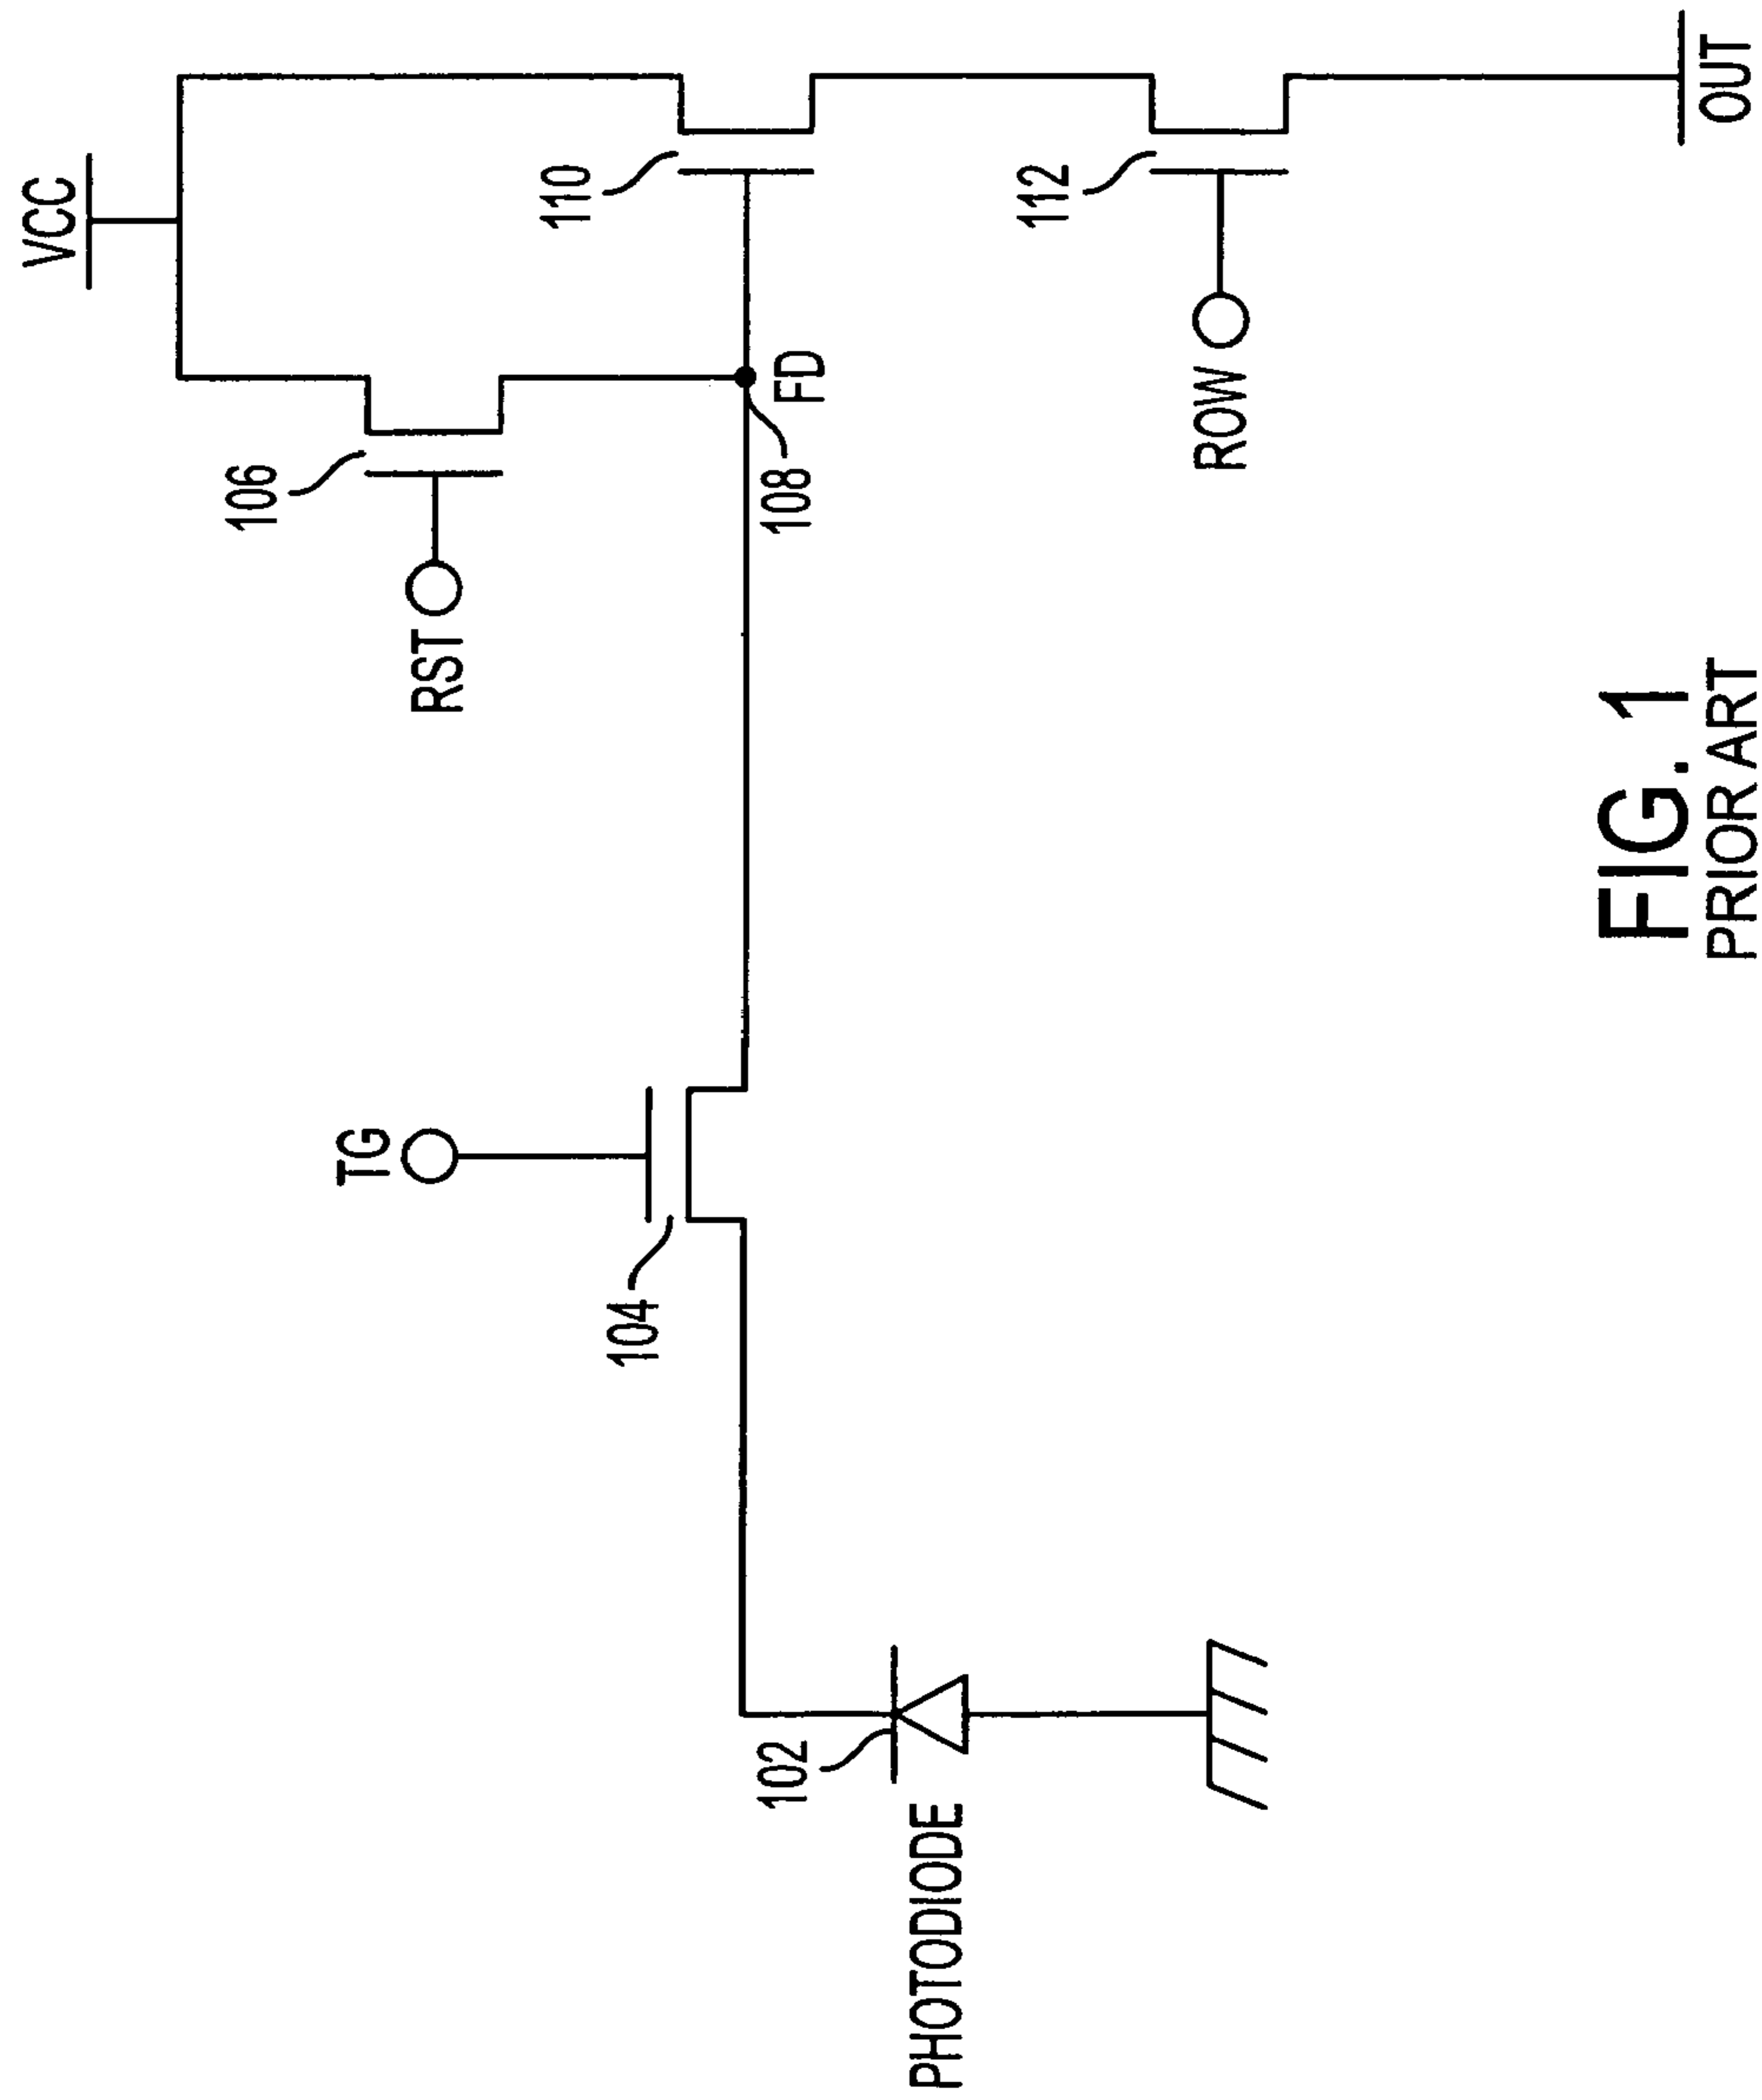 VCC
106
RST
110
108
FD
TG
104
112
ROW
102
PHOTODIODE
OUT
FIG. 1
PRIOR ART